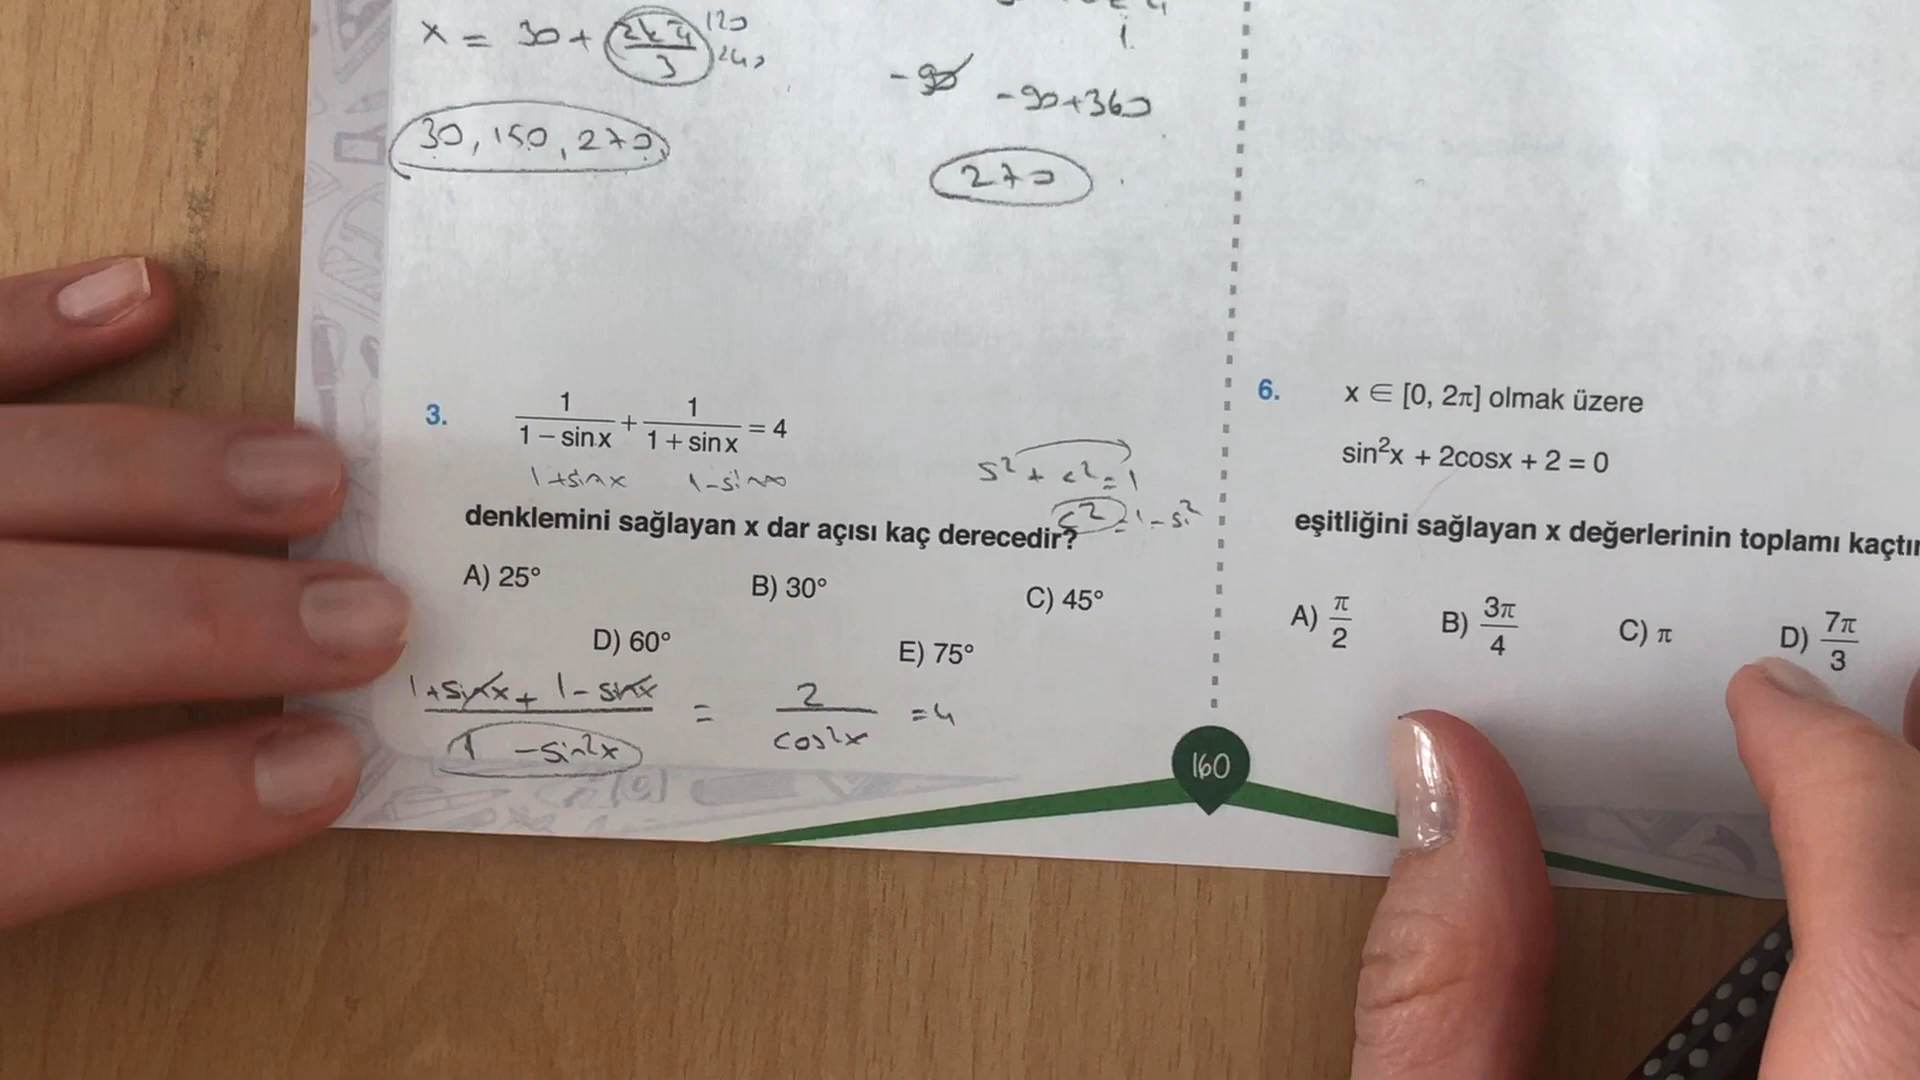 x = 30 + 2kπ/3 120
240
30, 150, 270
-90 -90+360
270
3. 1/(1 − sinx) + 1/(1 + sinx) = 4
1+sinx 1-sinx
s² + c² = 1
c² = 1 - s²
denklemini sağlayan x dar açısı kaç derecedir?
A) 25° B) 30° C) 45°
D) 60° E) 75°
(1+sinx + 1-sinx)/(1 - sin²x) = 2/cos²x = 4
160
6. x ∈ [0, 2π] olmak üzere
sin²x + 2cosx + 2 = 0
eşitliğini sağlayan x değerlerinin toplamı kaçtır
A) π/2 B) 3π/4 C) π D) 7π/3